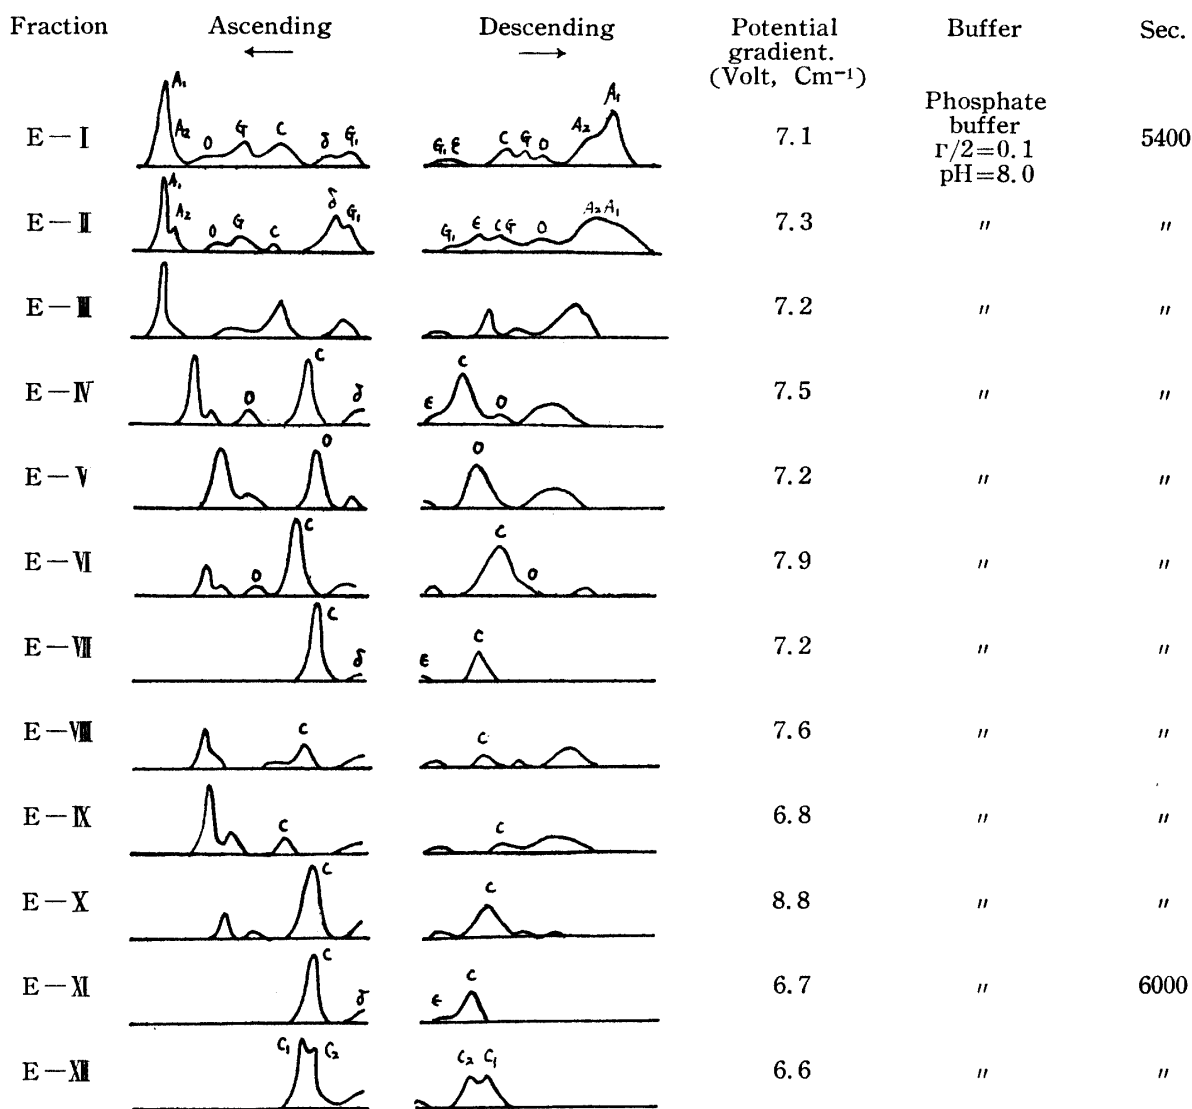 Fraction Ascending Descending Potential gradient. (Volt, Cm⁻¹) Buffer Sec.
← →
E—I A₁ A₂ O G C δ G₁ G₁ ε C G O A₂ A₁ 7.1 Phosphate buffer Γ/2=0.1 pH=8.0 5400
E—II A₁ A₂ O G C δ G₁ G₁ ε C G O A₂ A₁ 7.3 〃 〃
E—III 7.2 〃 〃
E—IV O C δ ε C O 7.5 〃 〃
E—V O O 7.2 〃 〃
E—VI O C C O 7.9 〃 〃
E—VII C δ ε C 7.2 〃 〃
E—VIII C C 7.6 〃 〃
E—IX C C 6.8 〃 〃
E—X C C 8.8 〃 〃
E—XI C δ ε C 6.7 〃 6000
E—XII C₁ C₂ C₂ C₁ 6.6 〃 〃